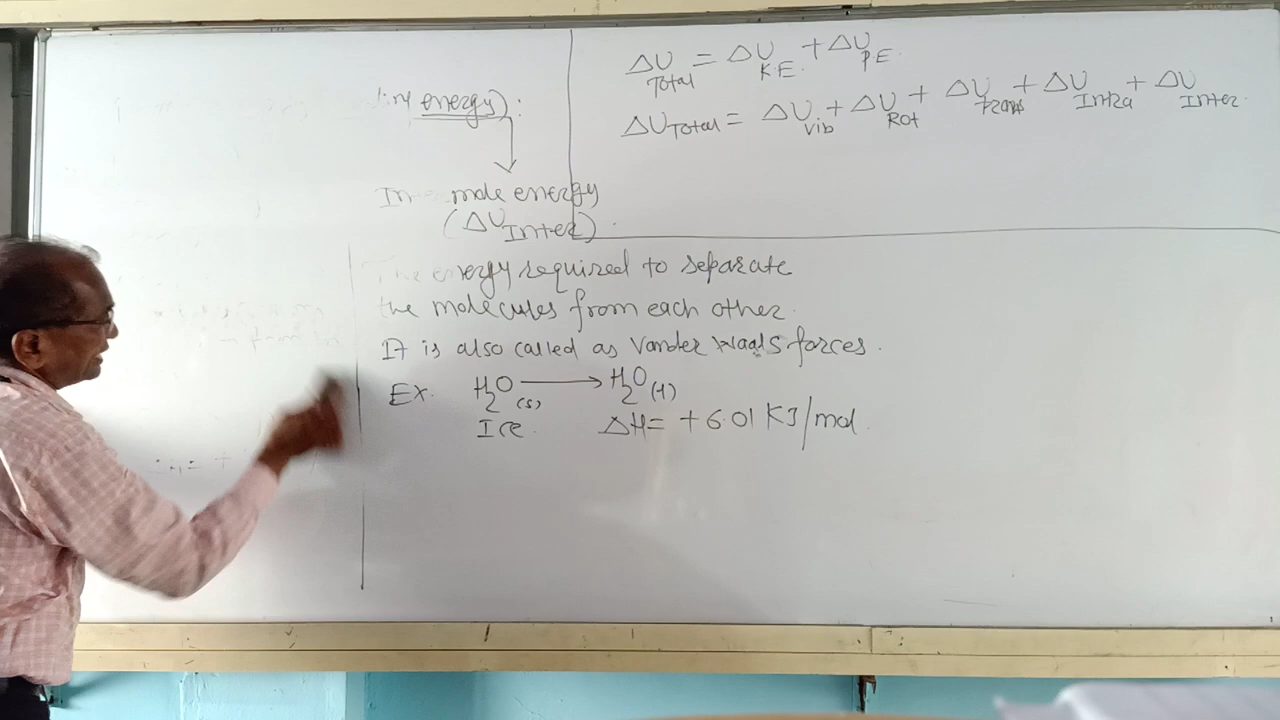 energy):
mole energy
(ΔU Inter)
The energy required to separate
the molecules from each other.
It is also called as Vander Waals forces.
Ex. H₂O (s) ⟶ H₂O (l)
Ice ΔH = +6.01 KJ/mol.
ΔU Total = ΔU K.E. + ΔU P.E.
ΔU Total = ΔU Vib + ΔU Rot + ΔU Trans + ΔU Intra + ΔU Inter.